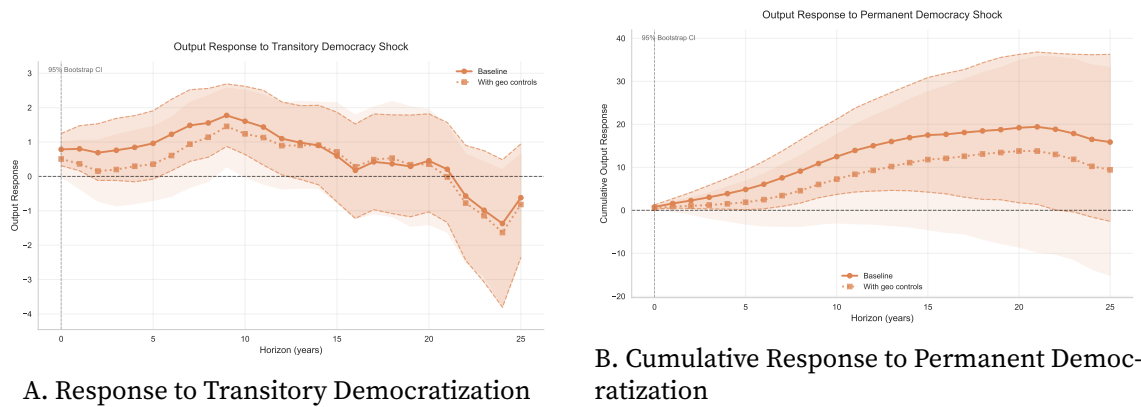 Output Response to Transitory Democracy Shock
95% Bootstrap CI
Baseline
With geo controls
3
2
1
0
−1
−2
−3
−4
Output Response
0 5 10 15 20 25
Horizon (years)
A. Response to Transitory Democratization
Output Response to Permanent Democracy Shock
95% Bootstrap CI
40
30
20
10
0
−10
−20
Cumulative Output Response
Baseline
With geo controls
0 5 10 15 20 25
Horizon (years)
B. Cumulative Response to Permanent Democ-
ratization